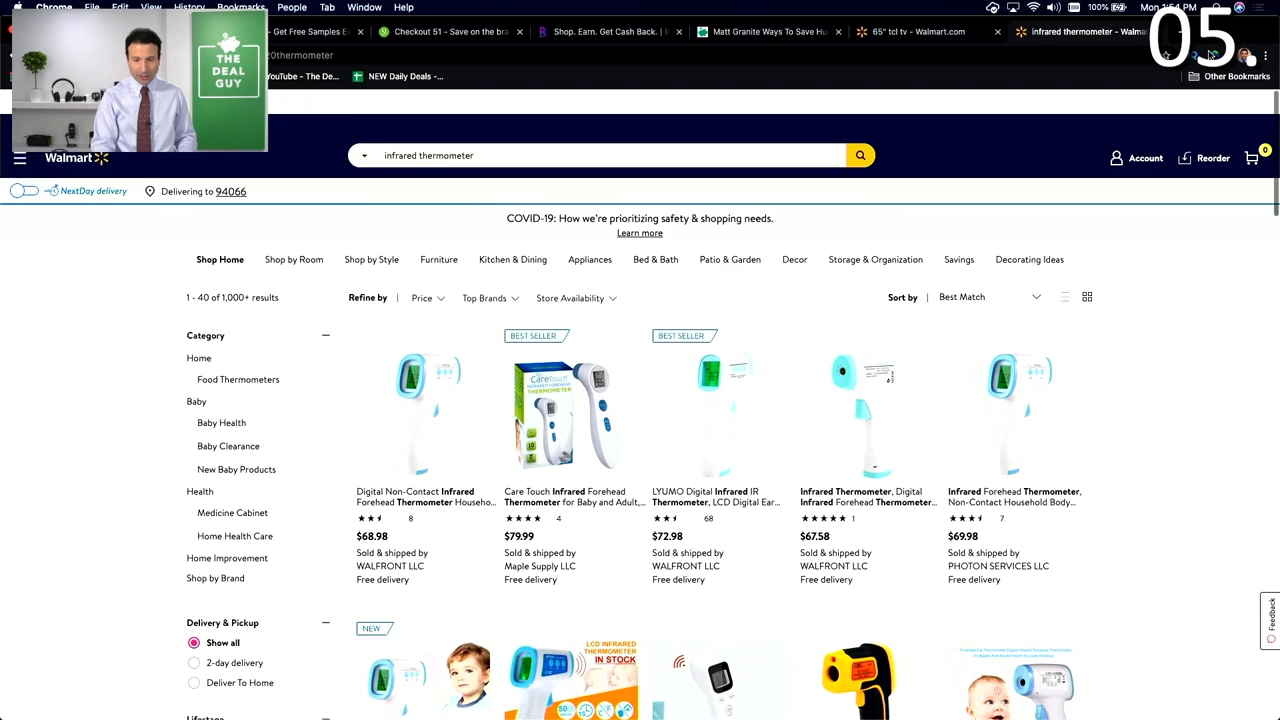 Chrome File Edit View History Bookmarks People Tab Window Help
100% Mon 1:54 PM
05.
- Get Free Samples Ev
Checkout 51 - Save on the bra
Shop. Earn. Get Cash Back. | R
Matt Granite Ways To Save Hu
65" tcl tv - Walmart.com
infrared thermometer - Walma
20thermometer
YouTube - The De...
NEW Daily Deals -...
Other Bookmarks
THE
DEAL
GUY
Walmart
infrared thermometer
Account
Reorder
0
NextDay delivery
Delivering to 94066
COVID-19: How we're prioritizing safety & shopping needs.
Learn more
Shop Home Shop by Room Shop by Style Furniture Kitchen & Dining Appliances Bed & Bath Patio & Garden Decor Storage & Organization Savings Decorating Ideas
1 - 40 of 1,000+ results
Refine by | Price Top Brands Store Availability
Sort by | Best Match
Category
Home
Food Thermometers
Baby
Baby Health
Baby Clearance
New Baby Products
Health
Medicine Cabinet
Home Health Care
Home Improvement
Shop by Brand
Delivery & Pickup
Show all
2-day delivery
Deliver To Home
Lifestage
Digital Non-Contact Infrared
Forehead Thermometer Househo...
8
$68.98
Sold & shipped by
WALFRONT LLC
Free delivery
BEST SELLER
CareTouch
INFRARED FOREHEAD
THERMOMETER
Care Touch Infrared Forehead
Thermometer for Baby and Adult,...
4
$79.99
Sold & shipped by
Maple Supply LLC
Free delivery
BEST SELLER
LYUMO Digital Infrared IR
Thermometer, LCD Digital Ear...
68
$72.98
Sold & shipped by
WALFRONT LLC
Free delivery
Infrared Thermometer, Digital
Infrared Forehead Thermometer...
1
$67.58
Sold & shipped by
WALFRONT LLC
Free delivery
Infrared Forehead Thermometer,
Non-Contact Household Body...
7
$69.98
Sold & shipped by
PHOTON SERVICES LLC
Free delivery
NEW
LCD INFRARED
THERMOMETER
IN STOCK
Feedback